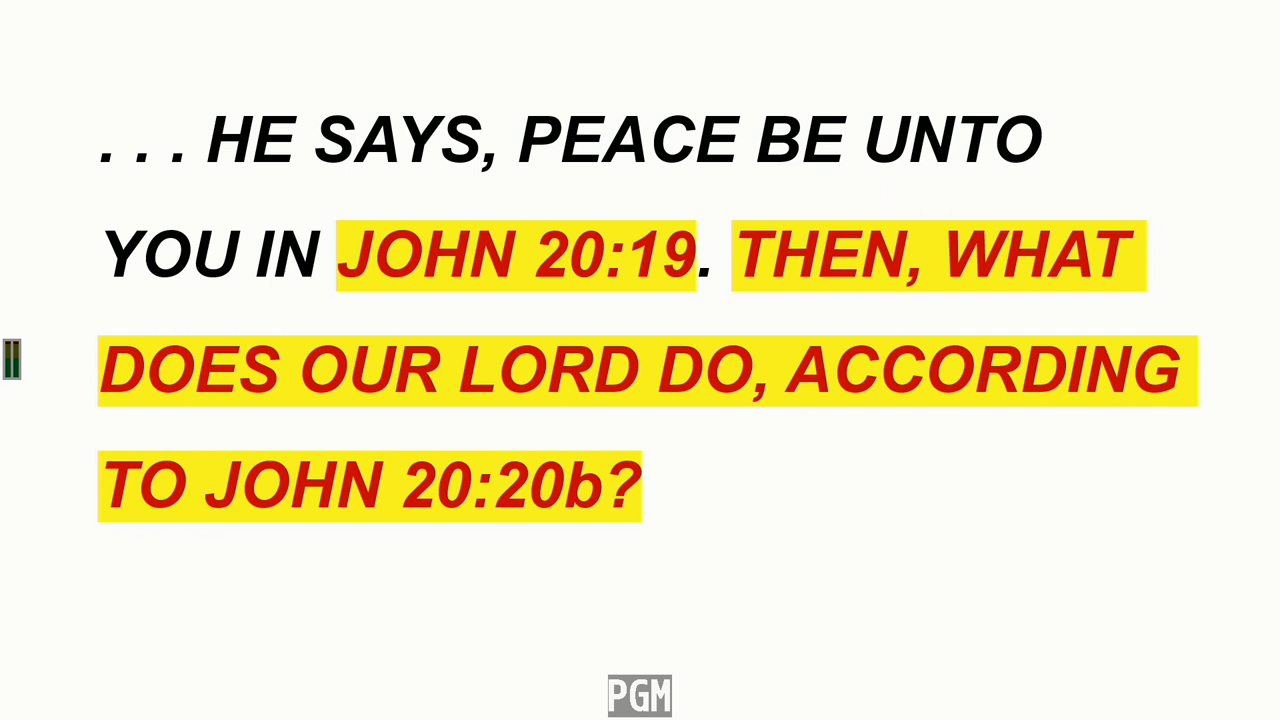 . . . HE SAYS, PEACE BE UNTO
YOU IN JOHN 20:19. THEN, WHAT
DOES OUR LORD DO, ACCORDING
TO JOHN 20:20b?
PGM